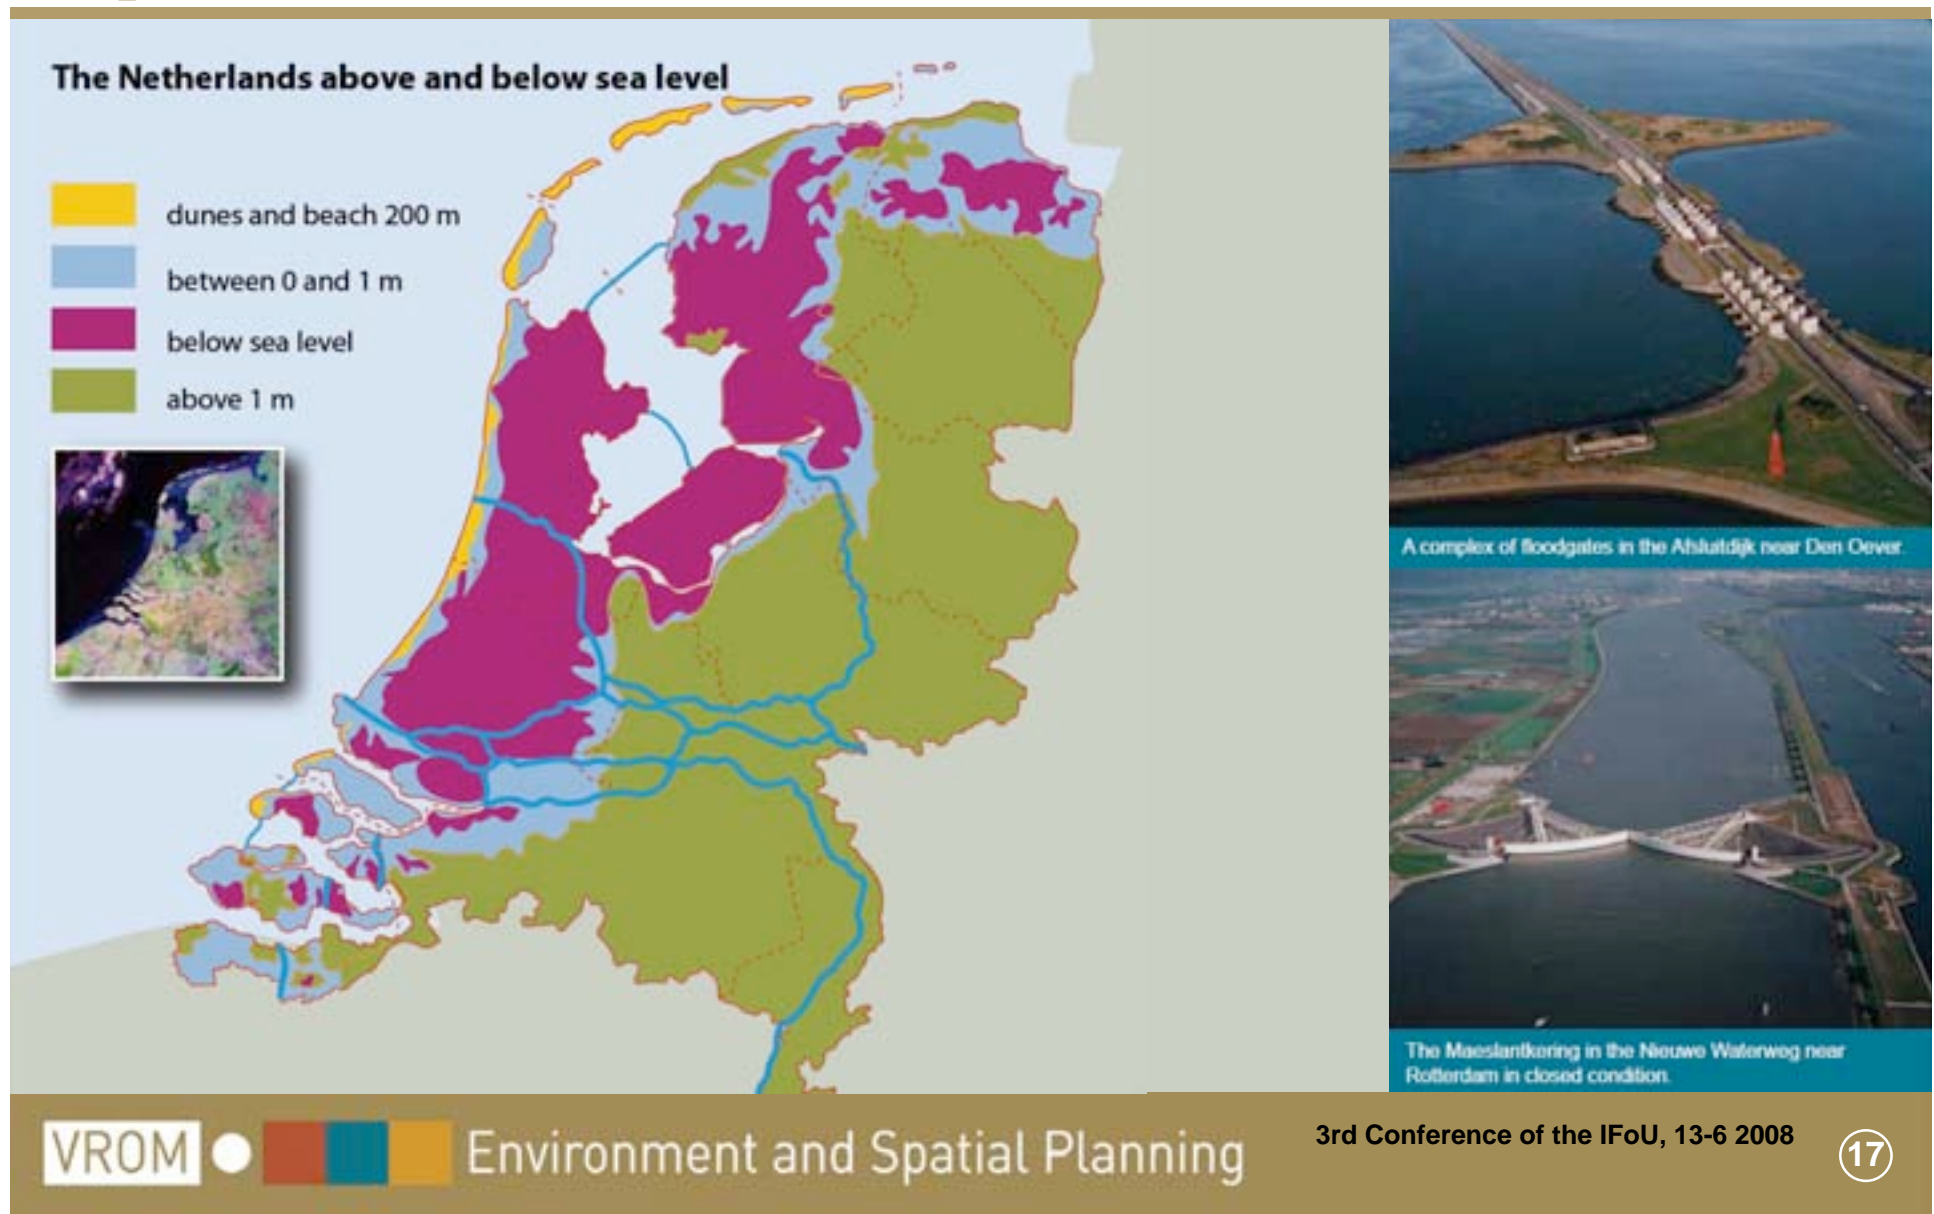 The Netherlands above and below sea level
dunes and beach 200 m
between 0 and 1 m
below sea level
above 1 m
A complex of floodgates in the Afsluitdijk near Den Oever.
The Maeslantkering in the Nieuwe Waterweg near
Rotterdam in closed condition.
VROM Environment and Spatial Planning
3rd Conference of the IFoU, 13-6 2008
17